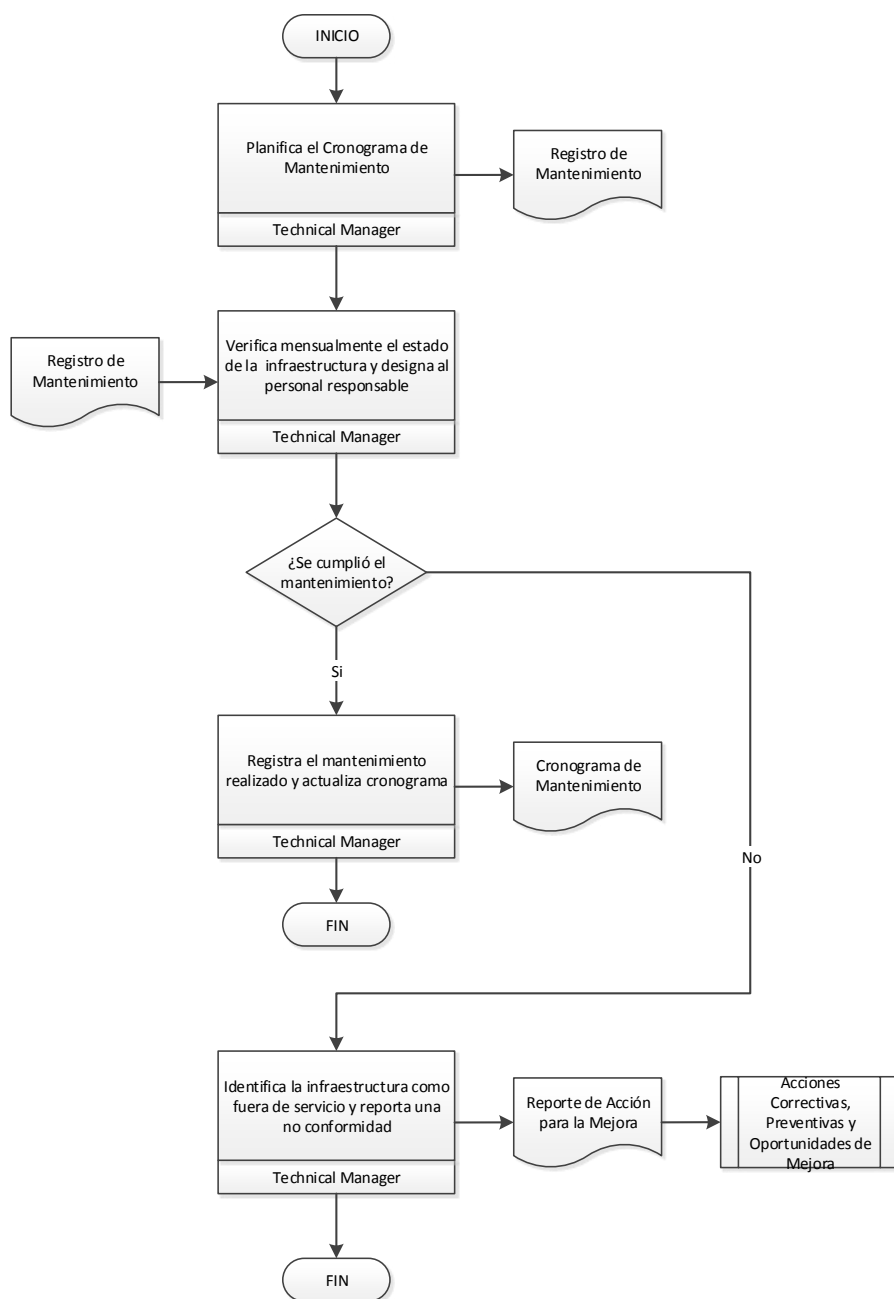 INICIO
Planifica el Cronograma de
Mantenimiento
Technical Manager
Registro de
Mantenimiento
Registro de
Mantenimiento
Verifica mensualmente el estado
de la infraestructura y designa al
personal responsable
Technical Manager
¿Se cumplió el
mantenimiento?
Si
No
Registra el mantenimiento
realizado y actualiza cronograma
Technical Manager
Cronograma de
Mantenimiento
FIN
Identifica la infraestructura como
fuera de servicio y reporta una
no conformidad
Technical Manager
Reporte de Acción
para la Mejora
Acciones
Correctivas,
Preventivas y
Oportunidades de
Mejora
FIN